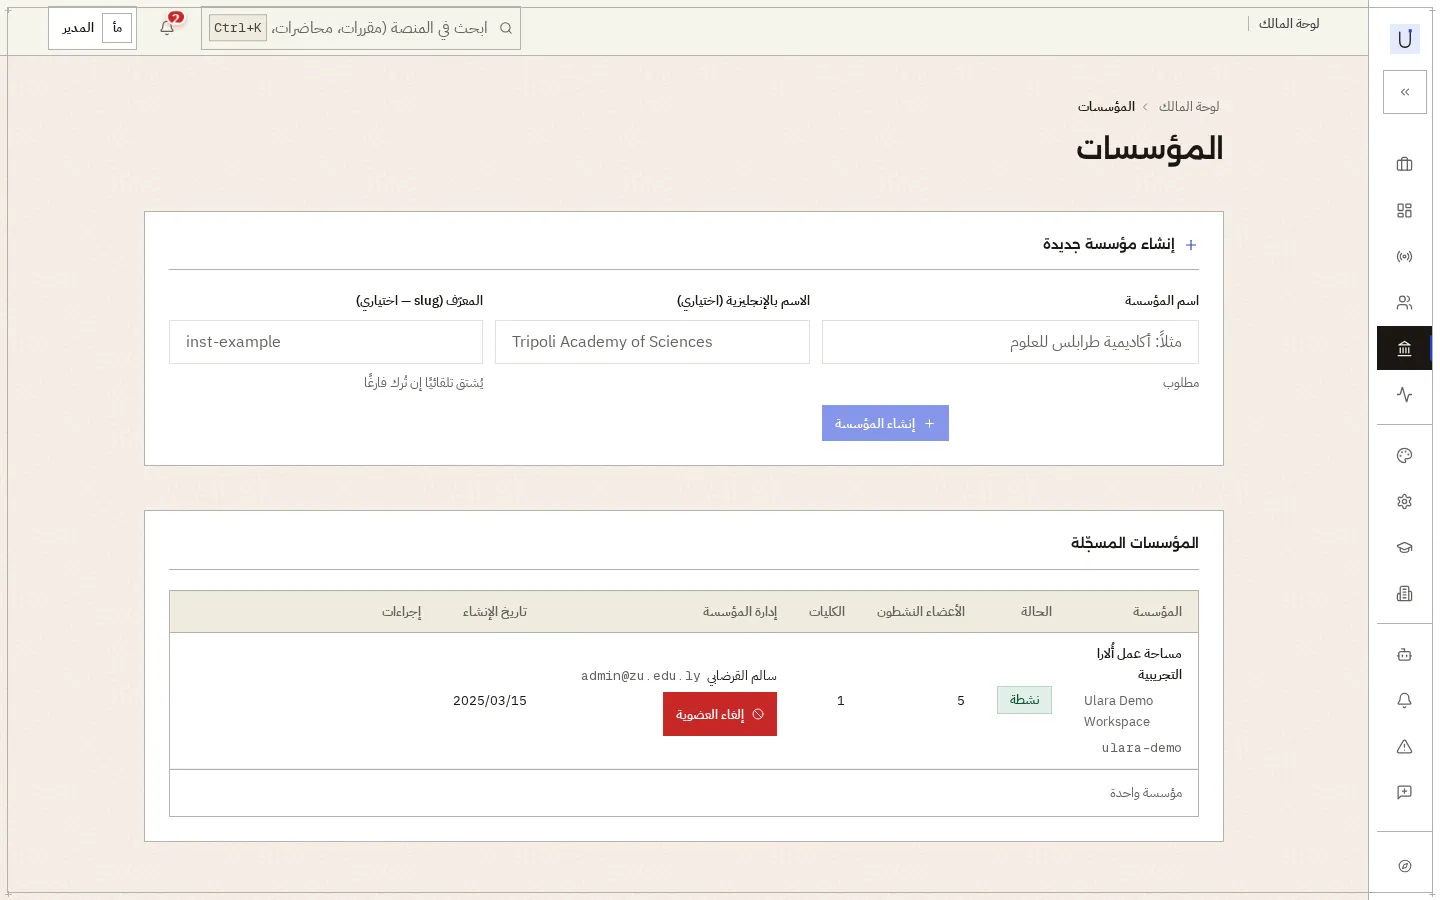 لوحة المالك
ابحث في المنصة (مقررات، محاضرات، Ctrl+K
2
مأ المدير
لوحة المالك › المؤسسات
المؤسسات
إنشاء مؤسسة جديدة
اسم المؤسسة
مثلاً: أكاديمية طرابلس للعلوم
مطلوب
الاسم بالإنجليزية (اختياري)
Tripoli Academy of Sciences
المعرّف (slug — اختياري)
inst-example
يُشتق تلقائيًا إن تُرك فارغًا
+ إنشاء المؤسسة
المؤسسات المسجّلة
المؤسسة الحالة الأعضاء النشطون الكليات إدارة المؤسسة تاريخ الإنشاء إجراءات
مساحة عمل ألارا
التجريبية
Ulara Demo
Workspace
ulara-demo
نشطة
5
1
سالم القرضابي admin@zu.edu.ly
إلغاء العضوية
2025/03/15
مؤسسة واحدة